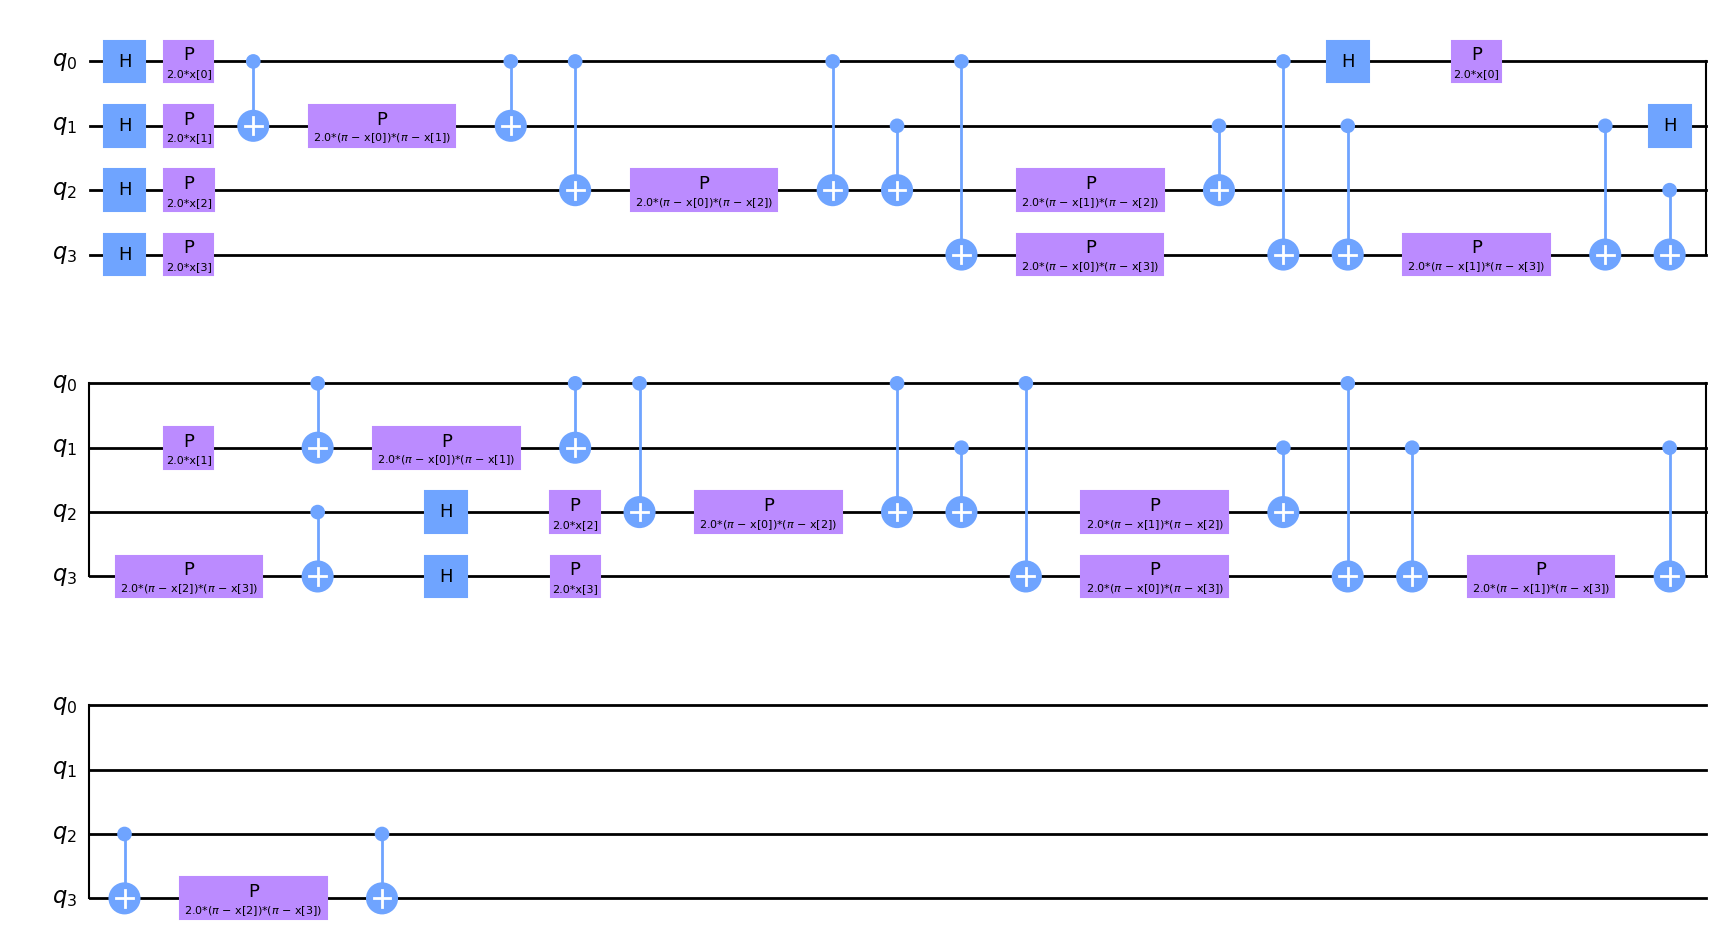 q0 H P 2.0*x[0] H P 2.0*x[0]
q1 H P 2.0*x[1] P 2.0*(π − x[0])*(π − x[1]) H
q2 H P 2.0*x[2] P 2.0*(π − x[0])*(π − x[2]) P 2.0*(π − x[1])*(π − x[2])
q3 H P 2.0*x[3] P 2.0*(π − x[0])*(π − x[3]) P 2.0*(π − x[1])*(π − x[3])
q0
q1 P 2.0*x[1] P 2.0*(π − x[0])*(π − x[1])
q2 H P 2.0*x[2] P 2.0*(π − x[0])*(π − x[2]) P 2.0*(π − x[1])*(π − x[2])
q3 P 2.0*(π − x[2])*(π − x[3]) H P 2.0*x[3] P 2.0*(π − x[0])*(π − x[3]) P 2.0*(π − x[1])*(π − x[3])
q0
q1
q2
q3 P 2.0*(π − x[2])*(π − x[3])